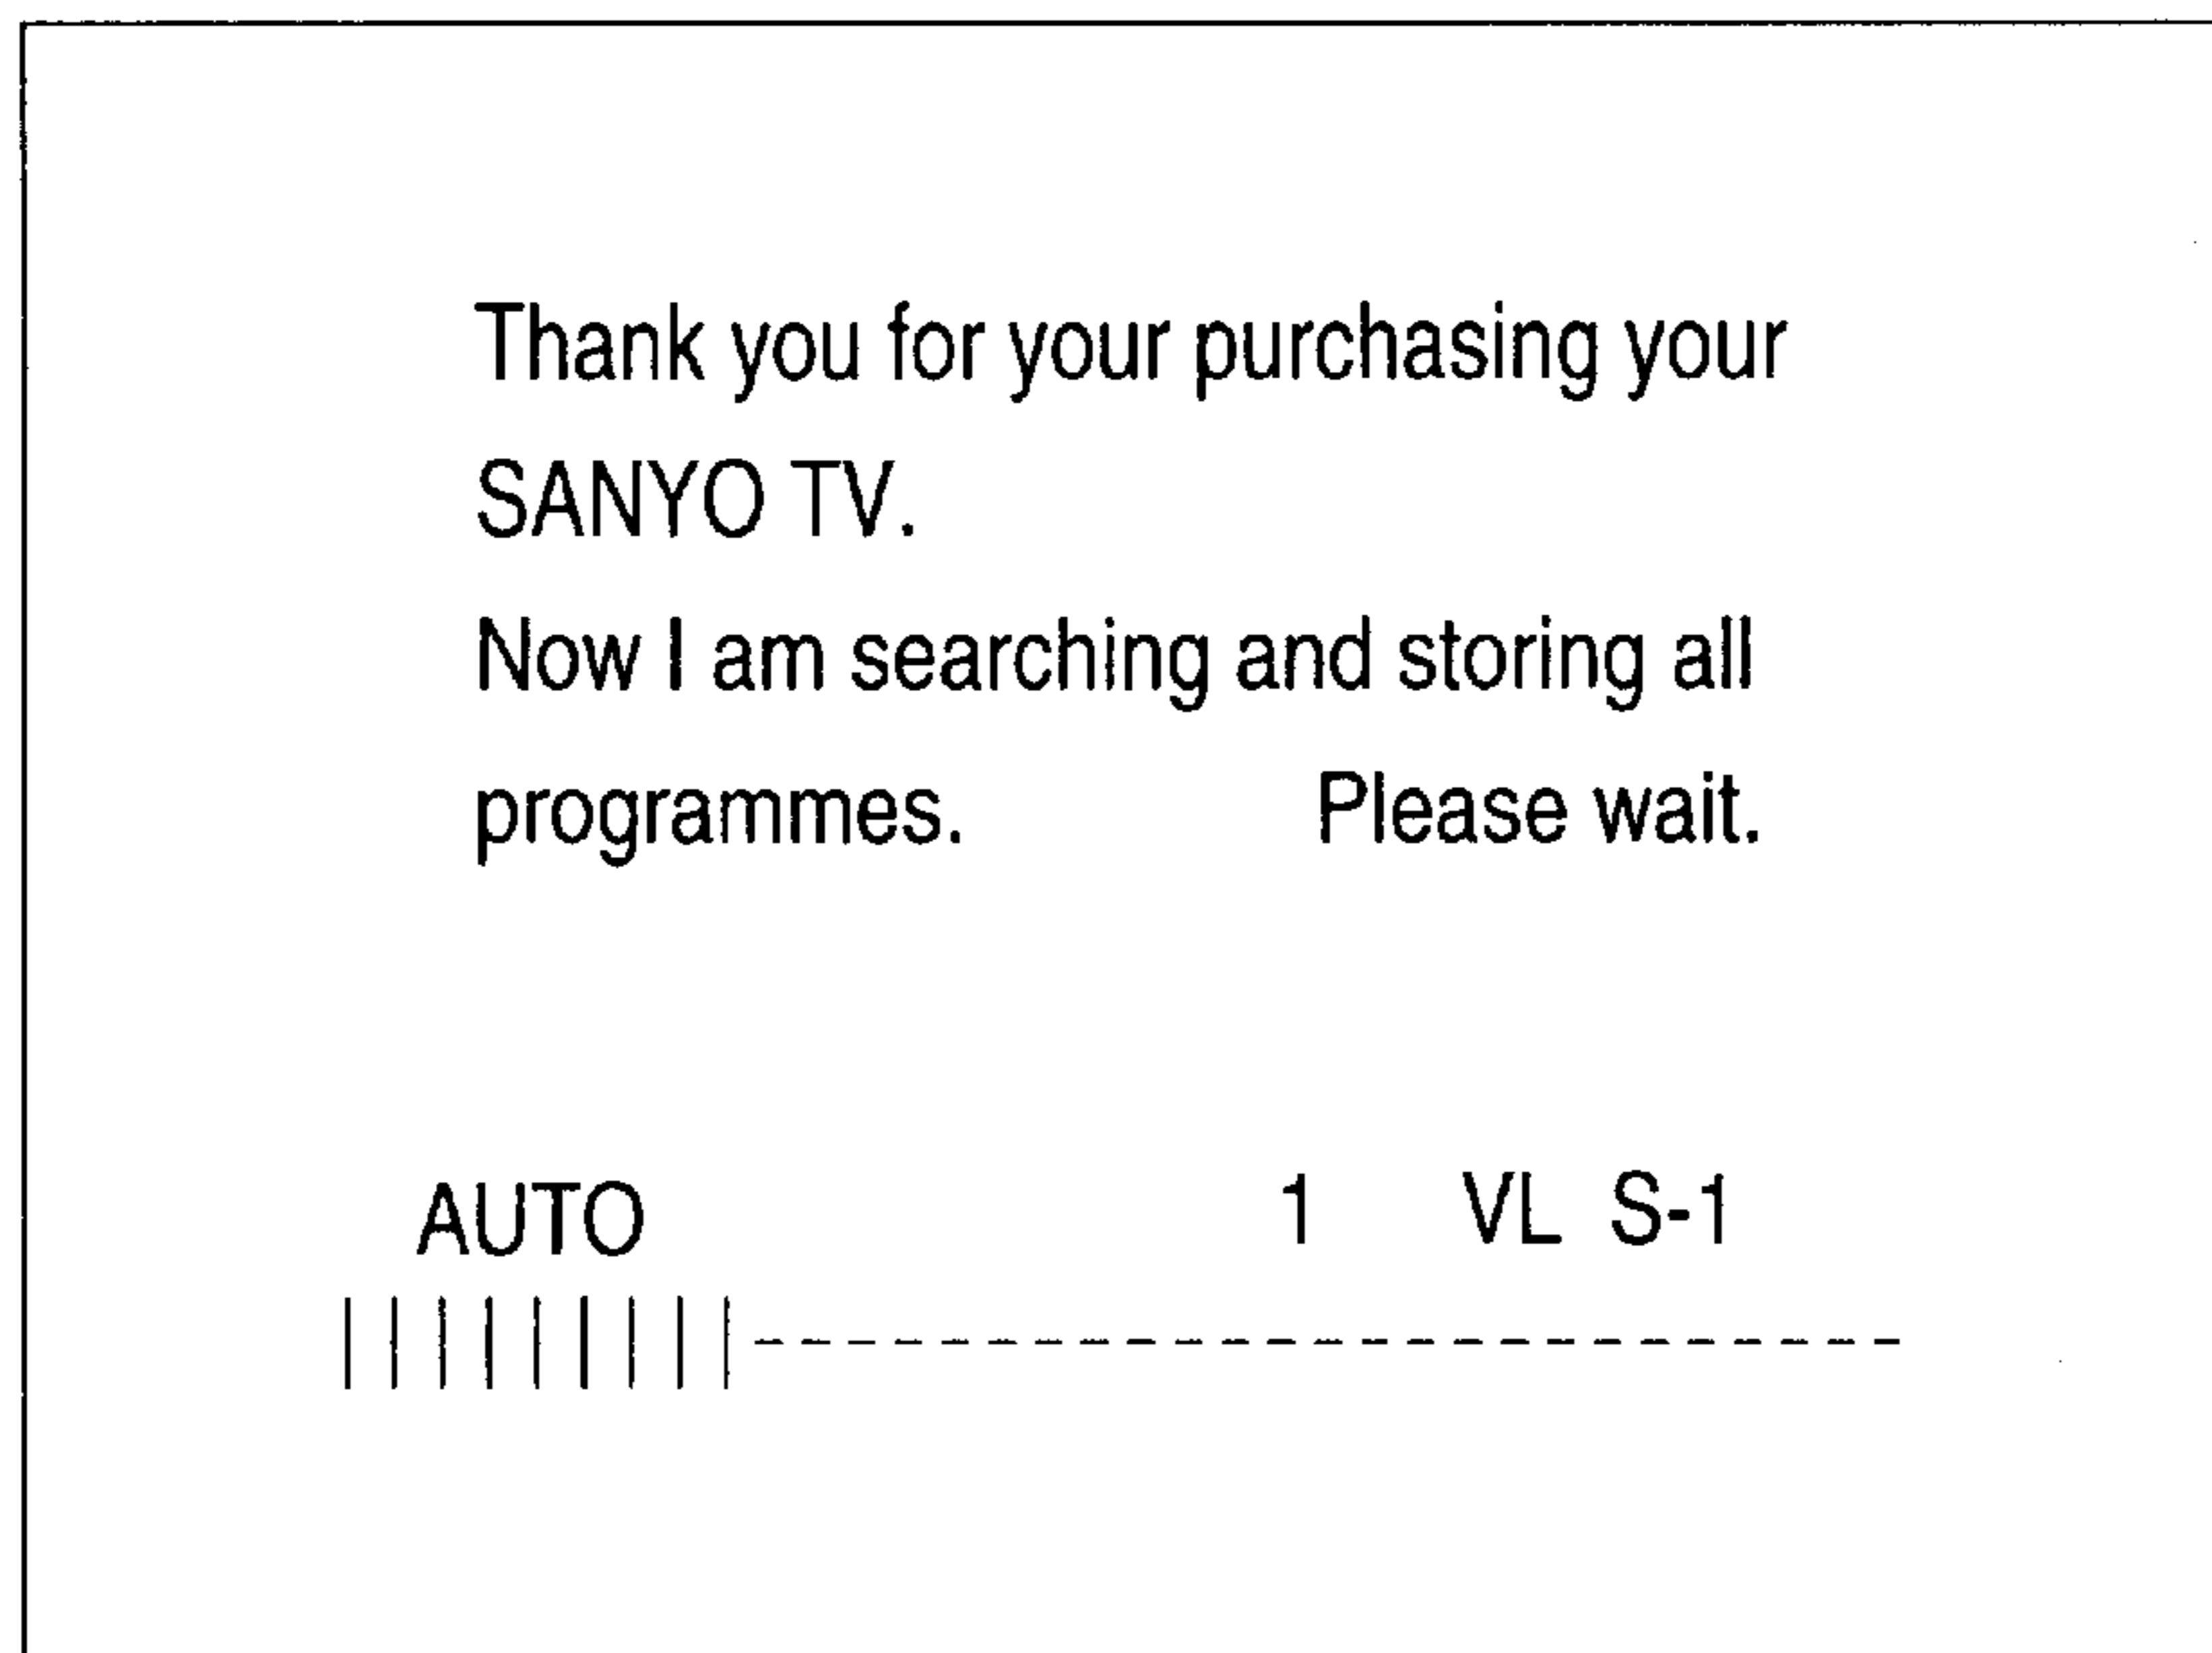 Thank you for your purchasing your
SANYO TV.
Now I am searching and storing all
programmes. Please wait.
AUTO 1 VL S-1